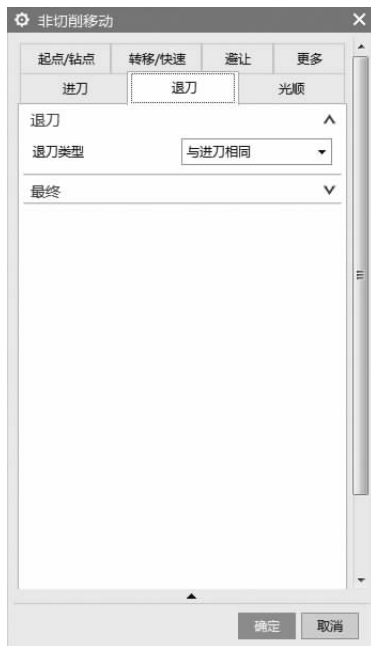 非切削移动
起点/钻点 转移/快速 避让 更多
进刀 退刀 光顺
退刀
退刀类型 与进刀相同
最终
确定 取消